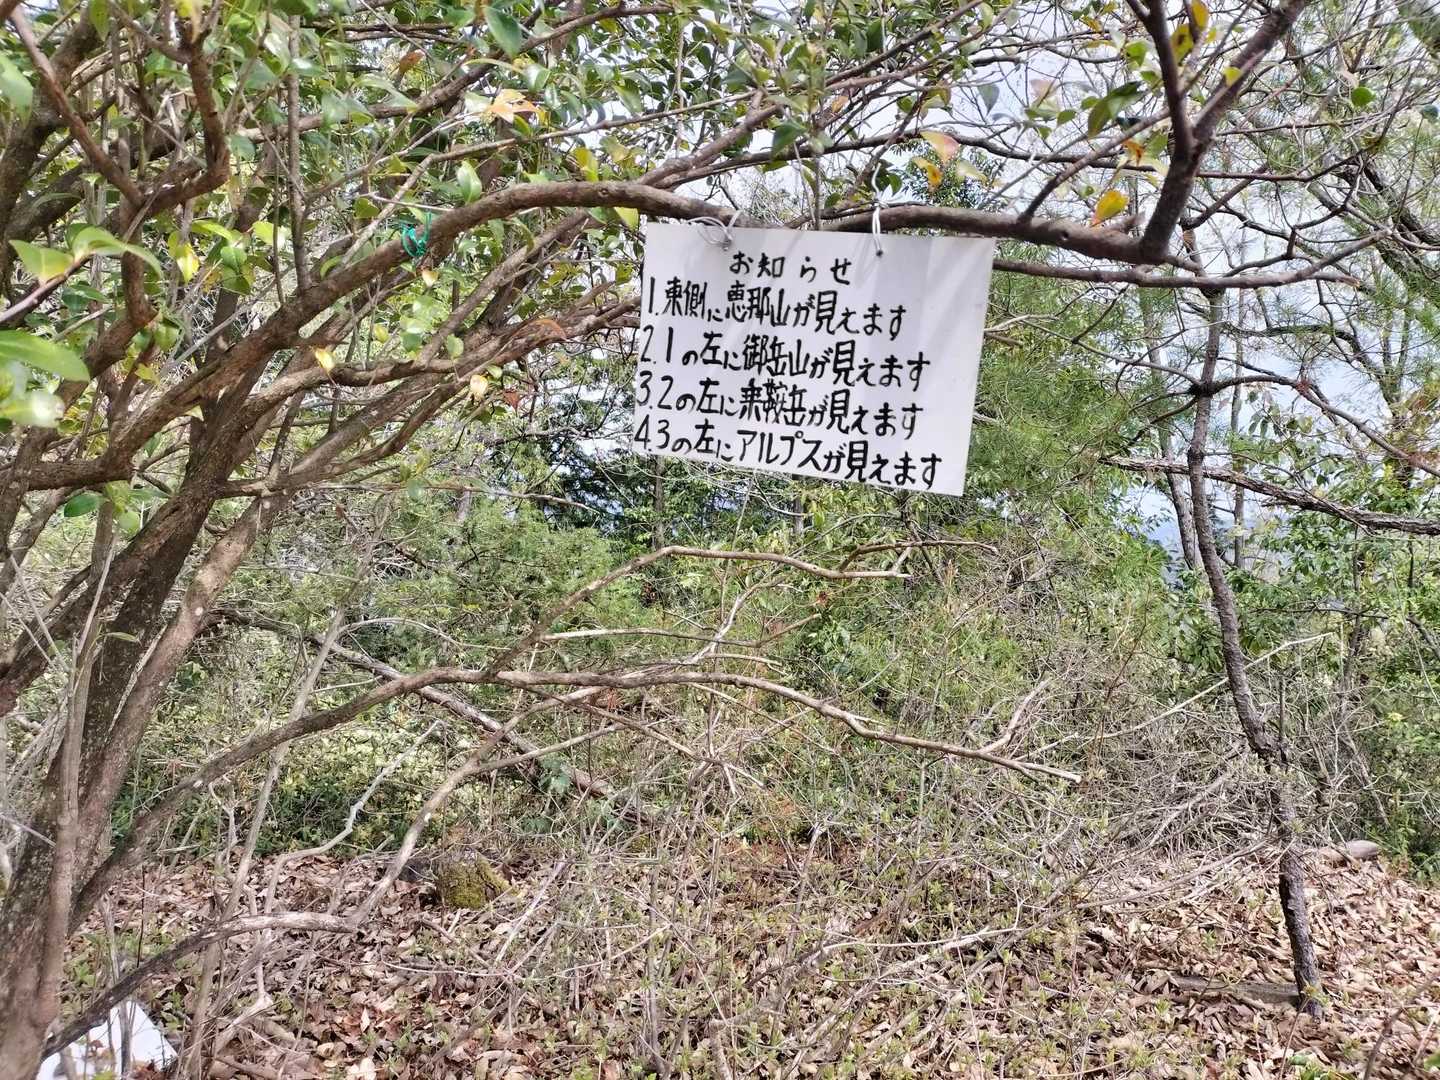 お知らせ
1.東側に恵那山が見えます
2.1の左に御岳山が見えます
3.2の左に乗鞍岳が見えます
4.3の左にアルプスが見えます